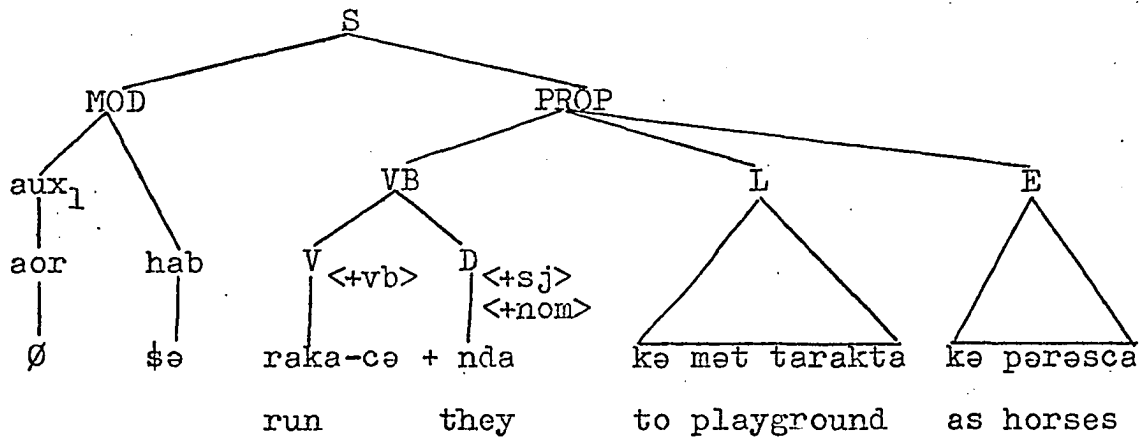 S
MOD PROP
aux₁ VB L E
aor hab V <+vb> D <+sj>
<+nom>
Ø $ə raka-cə + nda kə mət tarakta kə pərəsca
run they to playground as horses